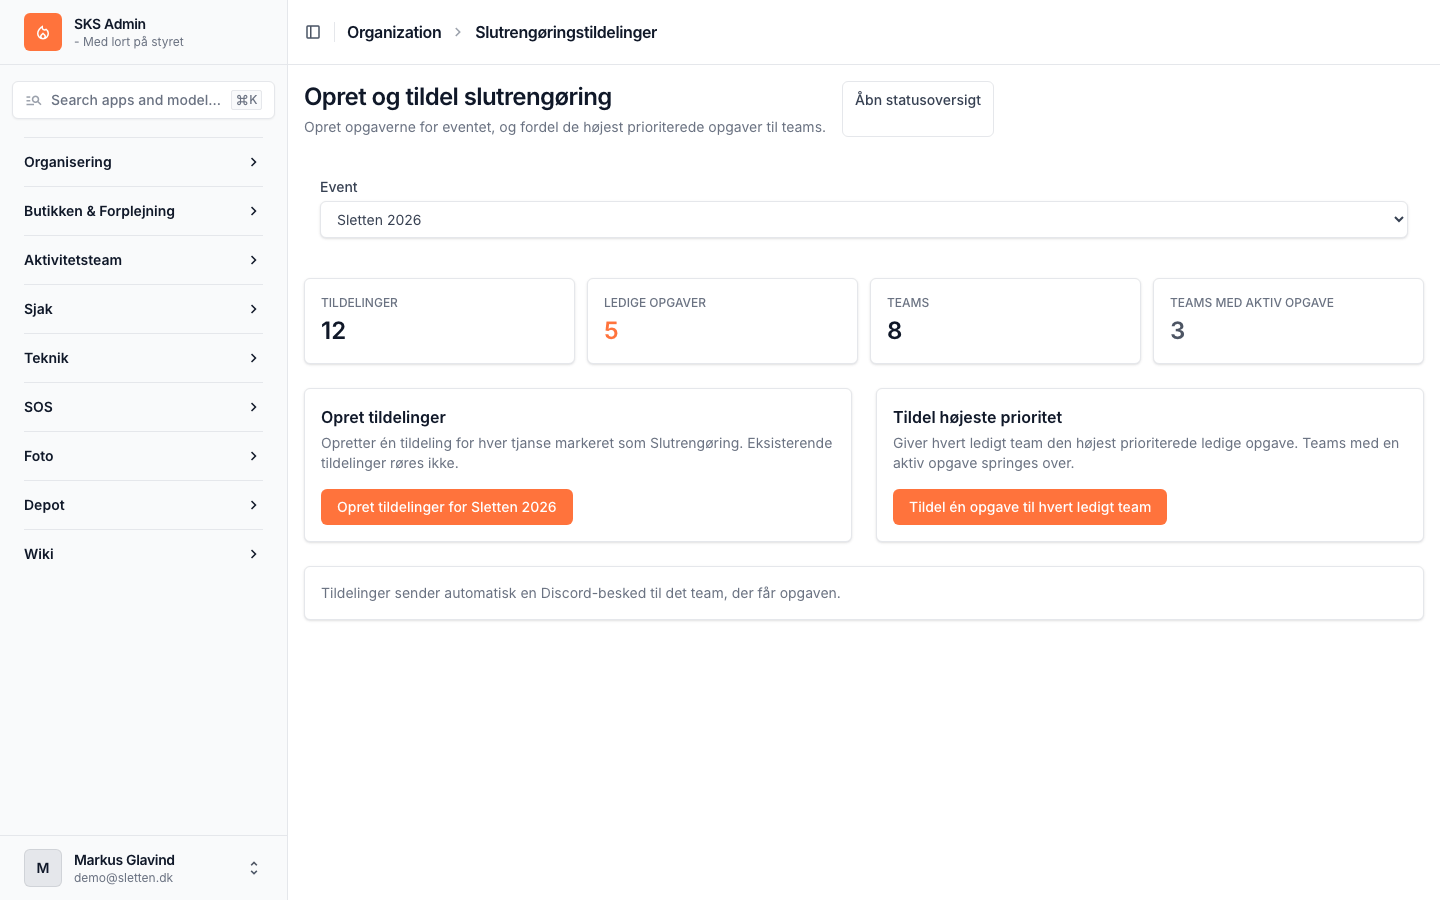 SKS Admin
- Med lort på styret
Search apps and model... ⌘K
Organisering
Butikken & Forplejning
Aktivitetsteam
Sjak
Teknik
SOS
Foto
Depot
Wiki
M
Markus Glavind
demo@sletten.dk
Organization > Slutrengøringstildelinger
Opret og tildel slutrengøring
Opret opgaverne for eventet, og fordel de højest prioriterede opgaver til teams.
Åbn statusoversigt
Event
Sletten 2026
TILDELINGER
12
LEDIGE OPGAVER
5
TEAMS
8
TEAMS MED AKTIV OPGAVE
3
Opret tildelinger
Opretter én tildeling for hver tjanse markeret som Slutrengøring. Eksisterende
tildelinger røres ikke.
Opret tildelinger for Sletten 2026
Tildel højeste prioritet
Giver hvert ledigt team den højest prioriterede ledige opgave. Teams med en
aktiv opgave springes over.
Tildel én opgave til hvert ledigt team
Tildelinger sender automatisk en Discord-besked til det team, der får opgaven.